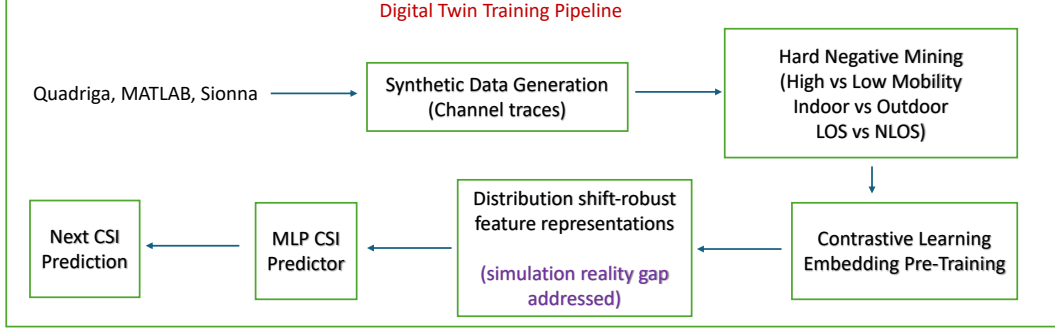 Digital Twin Training Pipeline
Quadriga, MATLAB, Sionna
Synthetic Data Generation
(Channel traces)
Hard Negative Mining
(High vs Low Mobility
Indoor vs Outdoor
LOS vs NLOS)
Contrastive Learning
Embedding Pre-Training
Distribution shift-robust
feature representations
(simulation reality gap
addressed)
MLP CSI
Predictor
Next CSI
Prediction